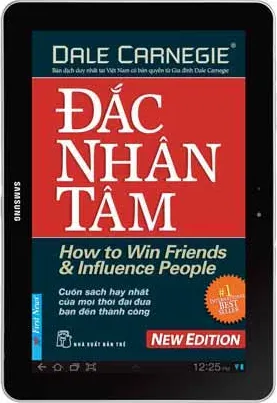 DALE CARNEGIE®
Bản dịch duy nhất tại Việt Nam có bản quyền từ Gia đình Dale Carnegie
ĐẮC
NHÂN
TÂM
How to Win Friends
& Influence People
Cuốn sách hay nhất
của mọi thời đại đưa
bạn đến thành công
#1
INTERNATIONAL
BEST
SELLER
First News
NHÀ XUẤT BẢN TRẺ
NEW EDITION
SAMSUNG
12:25